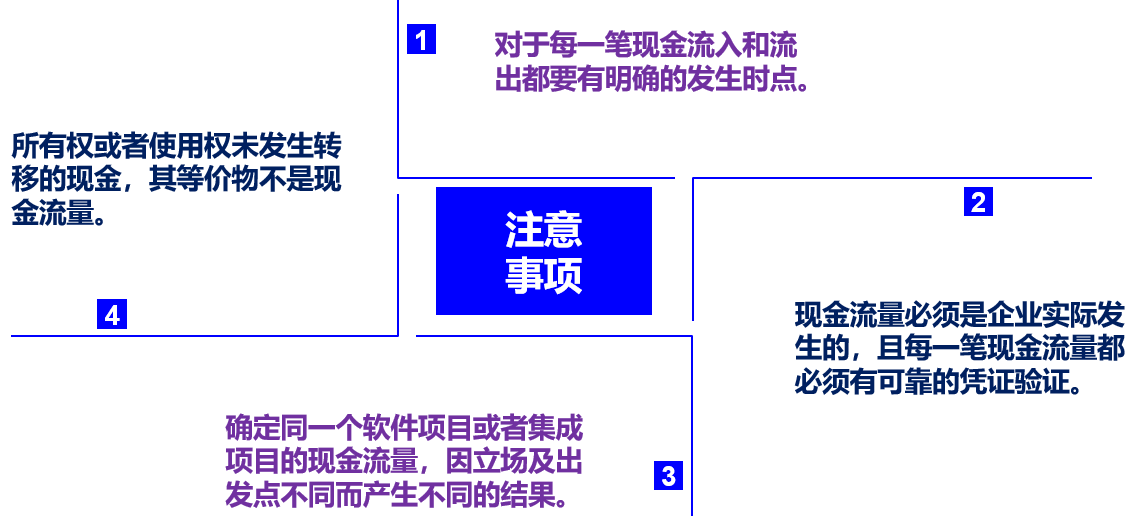 1
对于每一笔现金流入和流
出都要有明确的发生时点。
所有权或者使用权未发生转
移的现金，其等价物不是现
金流量。
注意
事项
2
4
现金流量必须是企业实际发
生的，且每一笔现金流量都
必须有可靠的凭证验证。
确定同一个软件项目或者集成
项目的现金流量，因立场及出
发点不同而产生不同的结果。
3